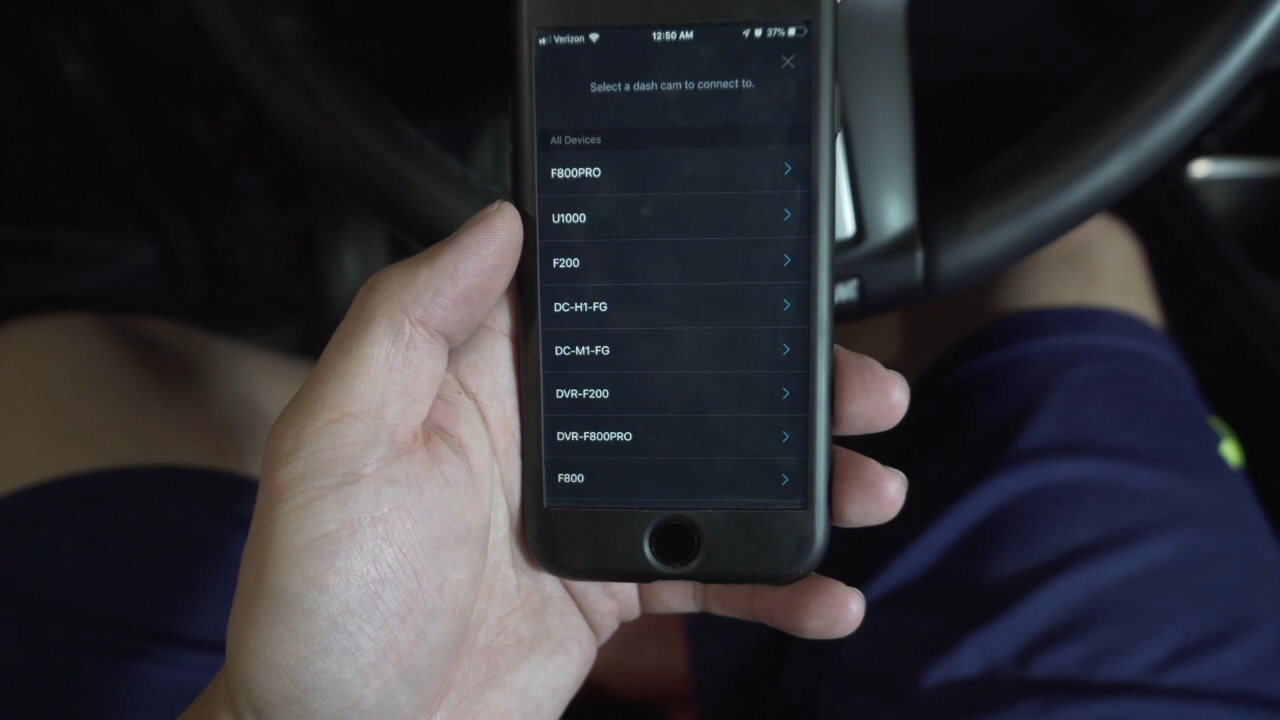 Verizon 12:50 AM 37%
Select a dash cam to connect to.
All Devices
F800PRO
U1000
F200
DC-H1-FG
DC-M1-FG
DVR-F200
DVR-F800PRO
F800